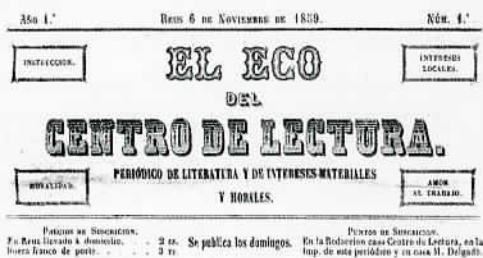 Año 1.º Reus 6 de Noviembre de 1859. Núm. 1.º
INSTRUCCION.
INTERESES LOCALES.
EL ECO
DEL
CENTRO DE LECTURA.
MORALIDAD.
AMOR AL TRABAJO.
PERIÓDICO DE LITERATURA Y DE INTERESES MATERIALES
Y MORALES.
PRECIOS DE SUSCRICION.
En Reus llevado á domicilio. . . 2 rs.
Fuera franco de porte. . . . 3 rs.
Se publica los domingos.
PUNTOS DE SUSCRICION.
En la Redaccion casa Centro de Lectura, en la
Imp. de este periódico y en casa M. Delgado.